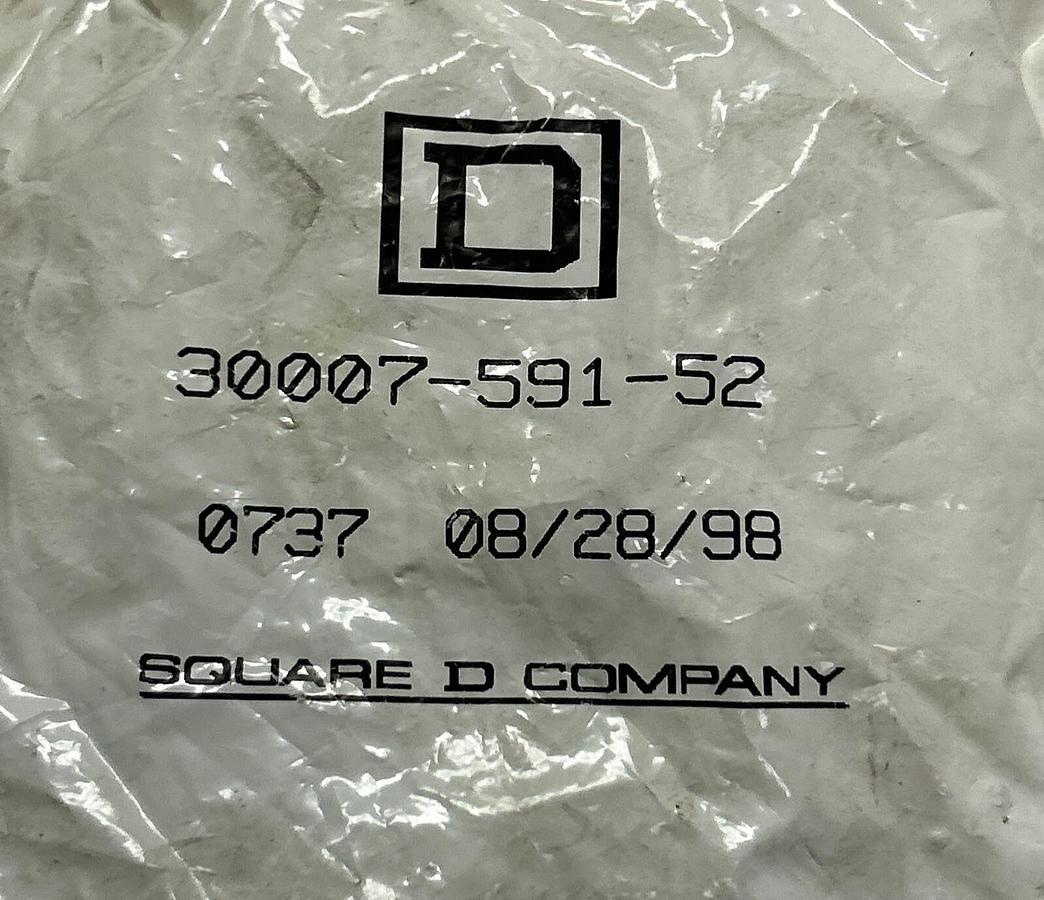 D
30007-591-52
0737 08/28/98
SQUARE D COMPANY